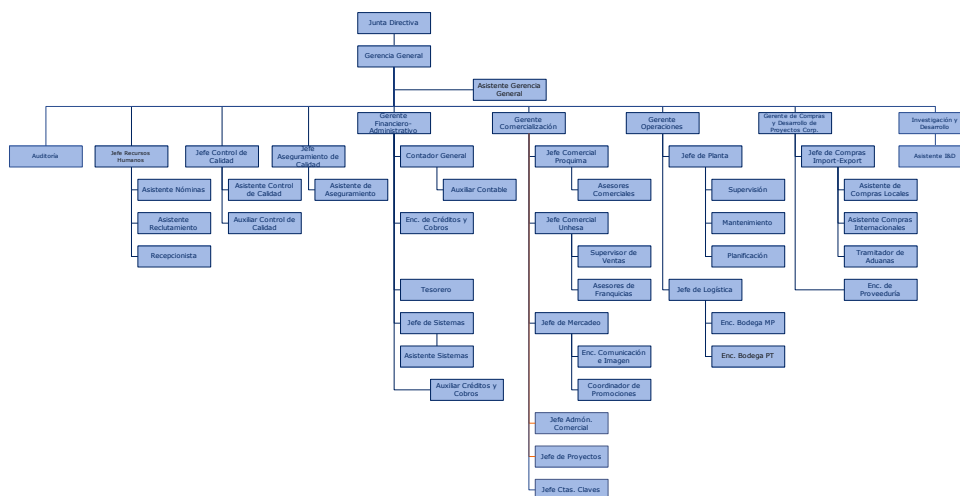 Junta Directiva
Gerencia General
Asistente Gerencia
General
Auditoría
Jefe Recursos
Humanos
Asistente Nóminas
Asistente
Reclutamiento
Recepcionista
Jefe Control de
Calidad
Asistente Control
de Calidad
Auxiliar Control de
Calidad
Jefe
Aseguramiento de
Calidad
Asistente de
Aseguramiento
Gerente
Financiero-
Administrativo
Contador General
Auxiliar Contable
Enc. de Créditos y
Cobros
Tesorero
Jefe de Sistemas
Asistente Sistemas
Auxiliar Créditos y
Cobros
Gerente
Comercialización
Jefe Comercial
Proquima
Asesores
Comerciales
Jefe Comercial
Unhesa
Supervisor de
Ventas
Asesores de
Franquicias
Jefe de Mercadeo
Enc. Comunicación
e Imagen
Coordinador de
Promociones
Jefe Admón.
Comercial
Jefe de Proyectos
Jefe Ctas. Claves
Gerente
Operaciones
Jefe de Planta
Supervisión
Mantenimiento
Planificación
Jefe de Logística
Enc. Bodega MP
Enc. Bodega PT
Gerente de Compras
y Desarrollo de
Proyectos Corp.
Jefe de Compras
Import-Export
Asistente de
Compras Locales
Asistente Compras
Internacionales
Tramitador de
Aduanas
Enc. de
Proveeduría
Investigación y
Desarrollo
Asistente I&D